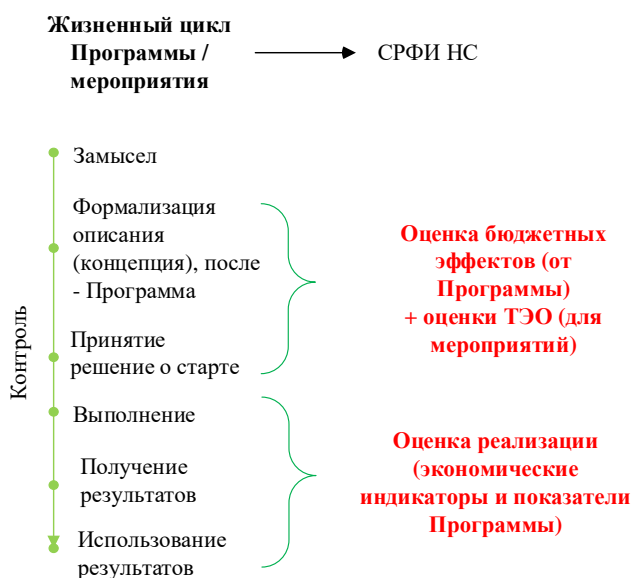 Жизненный цикл
Программы /
мероприятия
СРФИ НС
Контроль
Замысел
Формализация
описания
(концепция), после
- Программа
Принятие
решение о старте
Выполнение
Получение
результатов
Использование
результатов
Оценка бюджетных
эффектов (от
Программы)
+ оценки ТЭО (для
мероприятий)
Оценка реализации
(экономические
индикаторы и показатели
Программы)